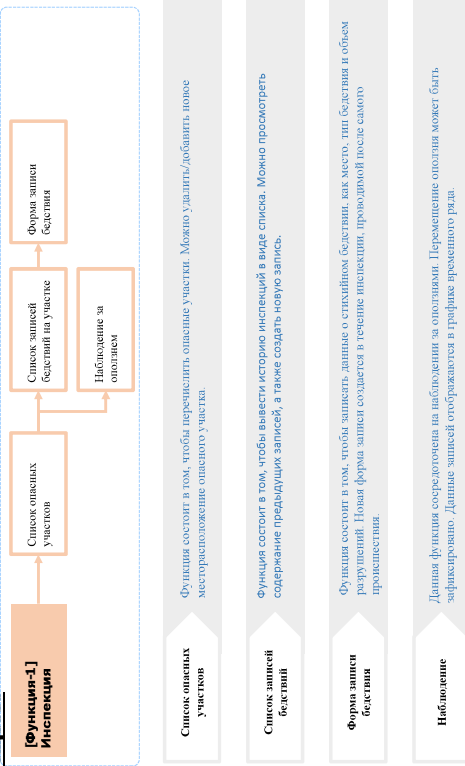 [Функция-1]
Инспекция
Список опасных
участков
Список записей
бедствий на участке
Форма записи
бедствия
Наблюдение за
оползнем
Список опасных
участков
Функция состоит в том, чтобы перечислить опасные участки. Можно удалить/добавить новое
месторасположение опасного участка.
Список записей
бедствий
Функция состоит в том, чтобы вывести историю инспекций в виде списка. Можно просмотреть
содержание предыдущих записей, а также создать новую запись.
Форма записи
бедствия
Функция состоит в том, чтобы записать данные о стихийном бедствии, как место, тип бедствия и объем
разрушений. Новая форма записи создается в течение инспекции, проводимой после самого
происшествия.
Наблюдение
Данная функция сосредоточена на наблюдении за оползнями. Перемещение оползня может быть
зафиксировано. Данные записей отображаются в графике временного ряда.